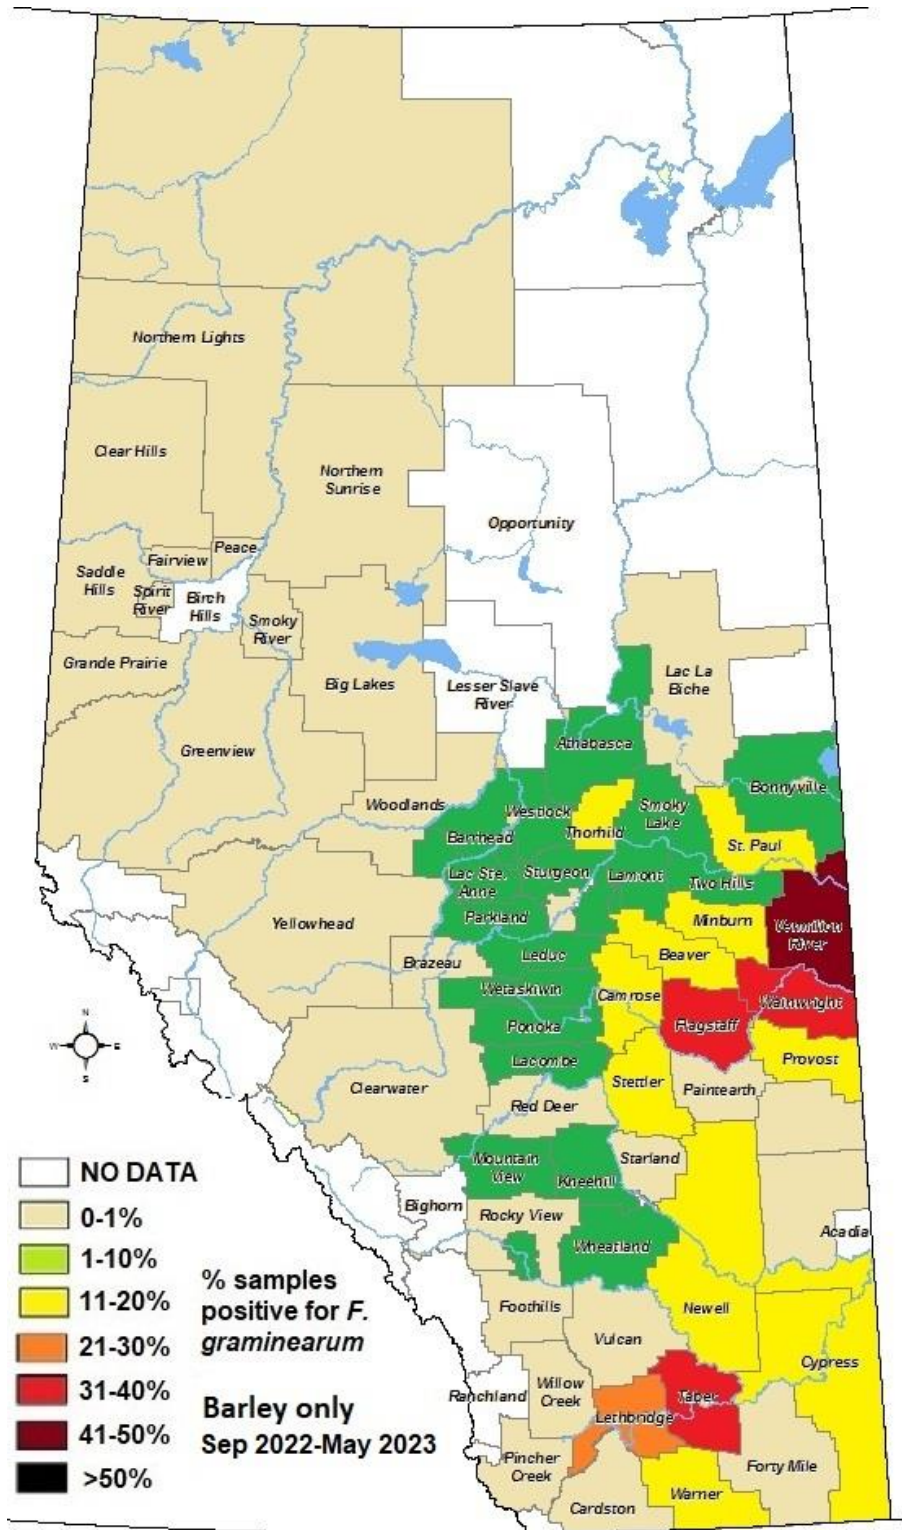 Northern Lights
Clear Hills
Northern
Sunrise
Opportunity
Peace
Fairview
Saddle
Hills
Spirit
River
Birch
Hills
Smoky
River
Grande Prairie
Big Lakes
Lesser Slave
River
Lac La
Biche
Greenview
Athabasca
Woodlands
Westlock
Thorhild
Smoky
Lake
Bonnyville
Barrhead
St. Paul
Lac Ste.
Anne
Sturgeon
Lamont
Two Hills
Parkland
Minburn
Vermilion
River
Yellowhead
Brazeau
Leduc
Beaver
Wetaskiwin
Camrose
Wainwright
Flagstaff
Ponoka
Lacombe
Provost
Stettler
Paintearth
Clearwater
Red Deer
N
W
E
S
Mountain
View
Kneehill
Starland
Bighorn
Rocky View
Wheatland
Acadia
Foothills
Newell
Vulcan
Cypress
Ranchland
Willow
Creek
Taber
Lethbridge
Pincher
Creek
Forty Mile
Warner
Cardston
NO DATA
0-1%
1-10%
11-20%
21-30%
31-40%
41-50%
>50%
% samples
positive for F.
graminearum
Barley only
Sep 2022-May 2023